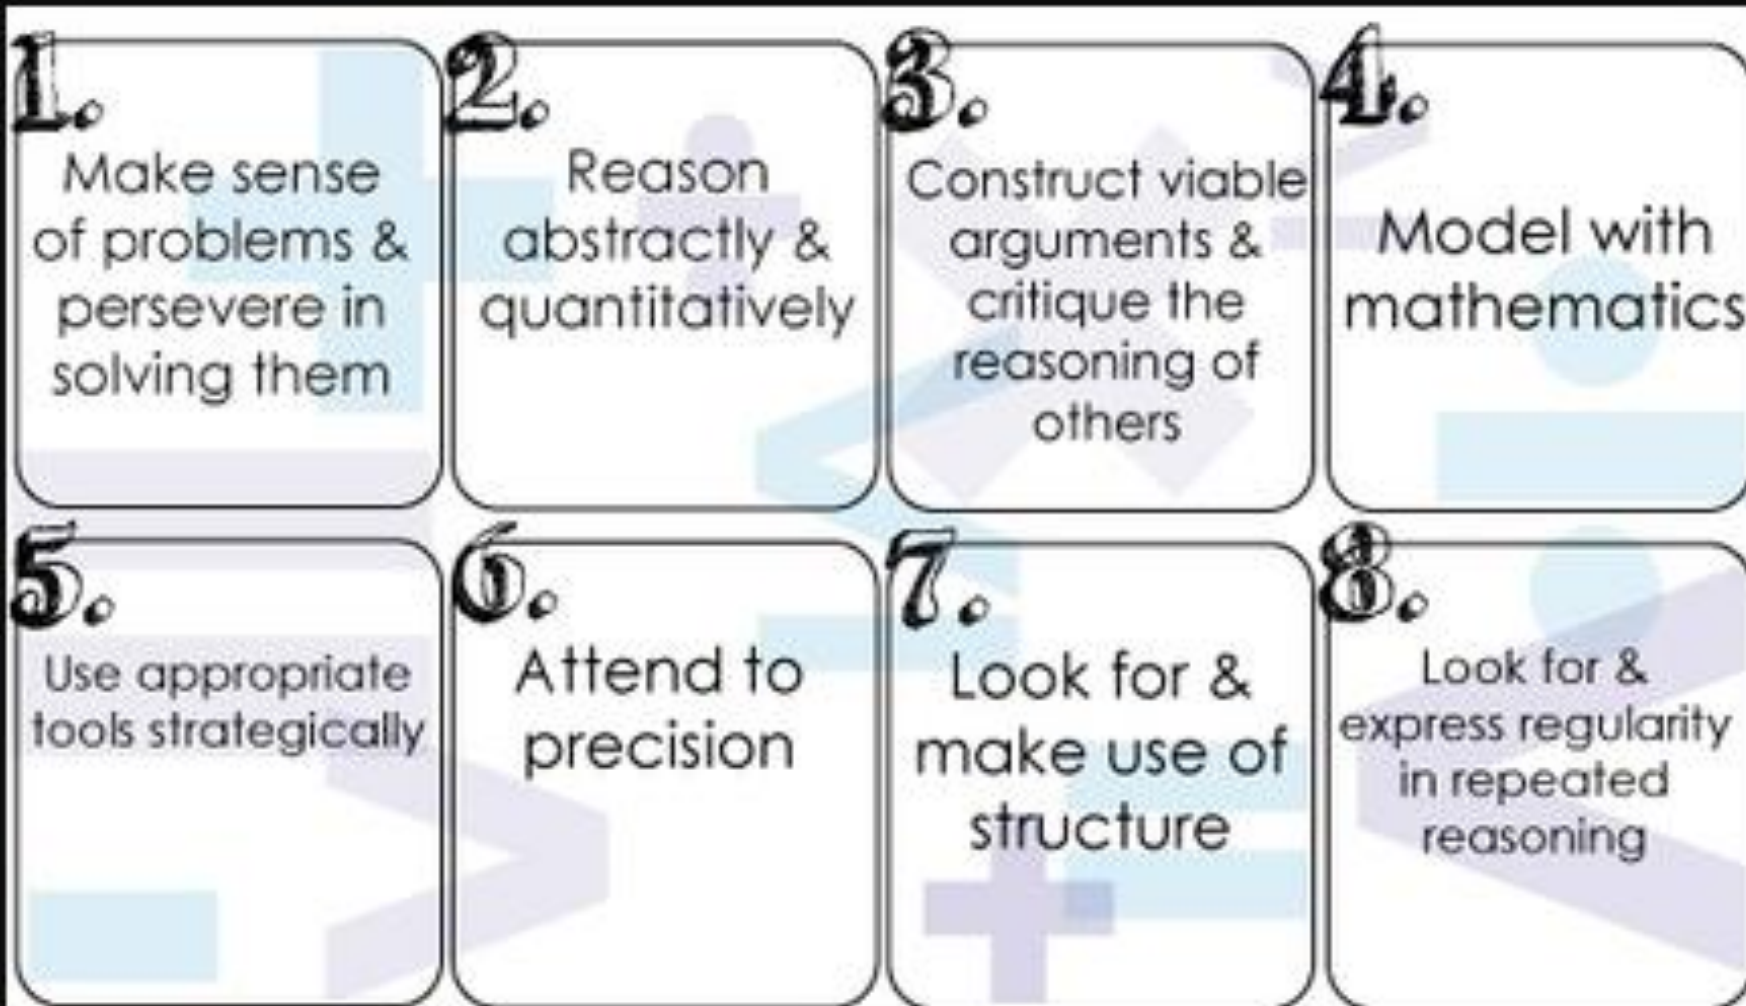 1.
Make sense
of problems &
persevere in
solving them
2.
Reason
abstractly &
quantitatively
3.
Construct viable
arguments &
critique the
reasoning of
others
4.
Model with
mathematics
5.
Use appropriate
tools strategically
6.
Attend to
precision
7.
Look for &
make use of
structure
8.
Look for &
express regularity
in repeated
reasoning